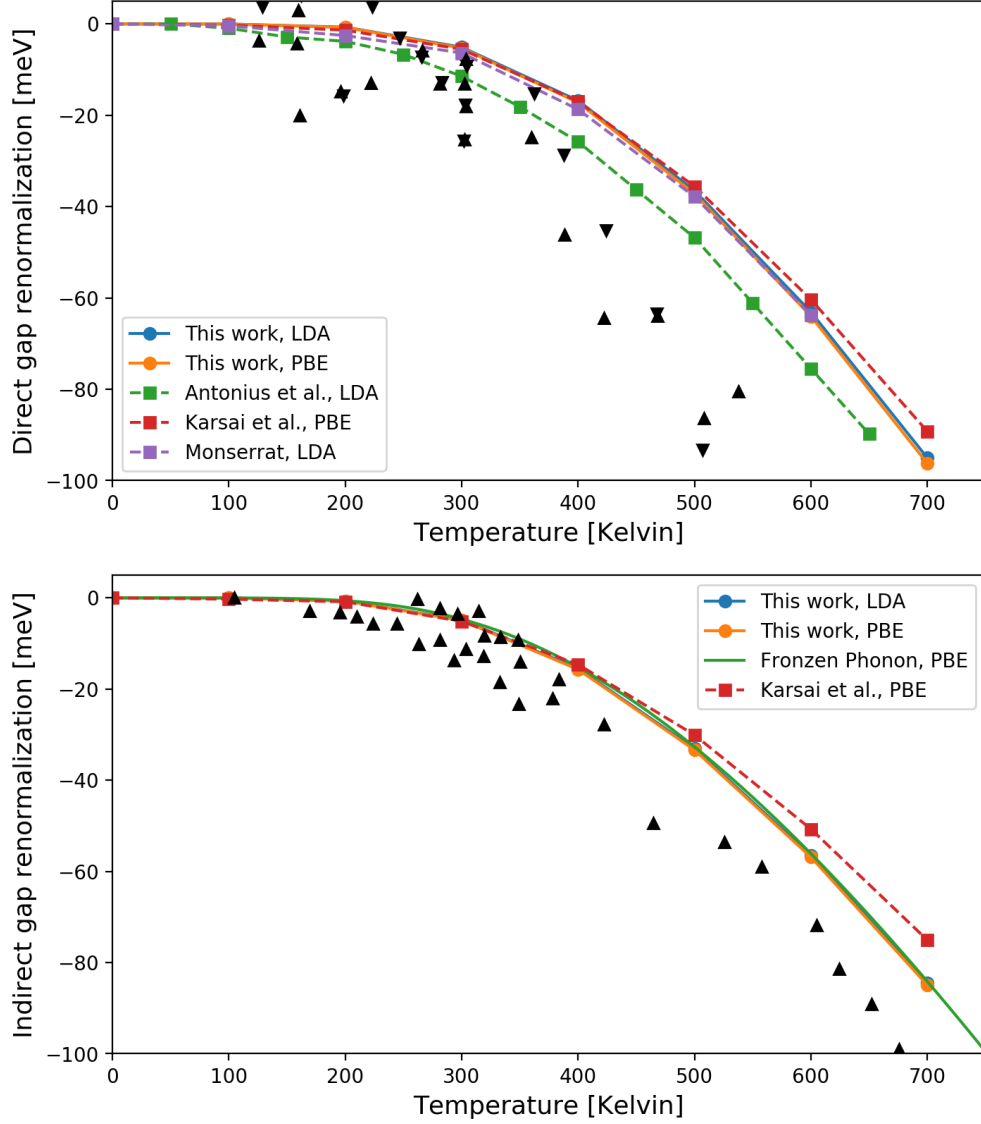 0
−20
−40
−60
−80
−100
Direct gap renormalization [meV]
This work, LDA
This work, PBE
Antonius et al., LDA
Karsai et al., PBE
Monserrat, LDA
0 100 200 300 400 500 600 700
Temperature [Kelvin]
0
−20
−40
−60
−80
−100
Indirect gap renormalization [meV]
This work, LDA
This work, PBE
Fronzen Phonon, PBE
Karsai et al., PBE
0 100 200 300 400 500 600 700
Temperature [Kelvin]